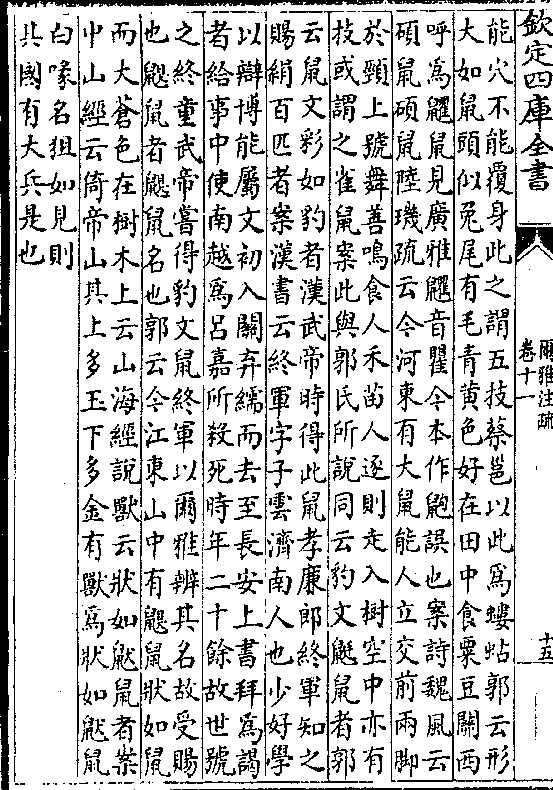 欽定四庫全書
爾雅注疏
卷十一
十五
能穴不能覆身此之謂五技蔡邕以此為螻蛄郭云形
大如鼠頭似兎尾有毛青黄色好在田中食粟豆關西
呼為鼩鼠見廣雅鼩音瞿今本作䶂誤也案詩魏風云
碩鼠碩鼠陸璣疏云今河東有大鼠能人立交前兩脚
於頸上跳舞善鳴食人禾苗人逐則走入樹空中亦有
技或謂之雀鼠案此與郭氏所說同云豹文鼮鼠者郭
云鼠文彩如豹者漢武帝時得此鼠孝廉郎終軍知之
賜絹百匹者案漢書云終軍字子雲濟南人也少好學
以辯博能屬文初入關弃繻而去至長安上書拜為謁
者給事中使南越為吕嘉所殺死時年二十餘故世號
之終童武帝嘗得豹文鼠終軍以爾雅辨其名故受賜
也鼳鼠者鼳鼠名也郭云今江東山中有鼳鼠狀如鼠
而大蒼色在樹木上云山海經說獸云狀如鼣鼠者案
中山經云倚帝山其上多玉下多金有獸焉狀如鼣鼠
白喙名狙如見則
其國有大兵是也